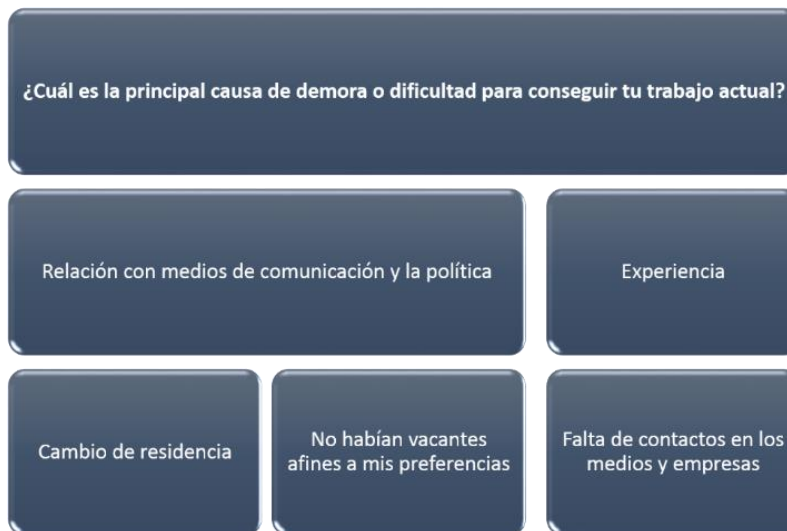 ¿Cuál es la principal causa de demora o dificultad para conseguir tu trabajo actual?
Relación con medios de comunicación y la política
Experiencia
Cambio de residencia
No habían vacantes
afines a mis preferencias
Falta de contactos en los
medios y empresas